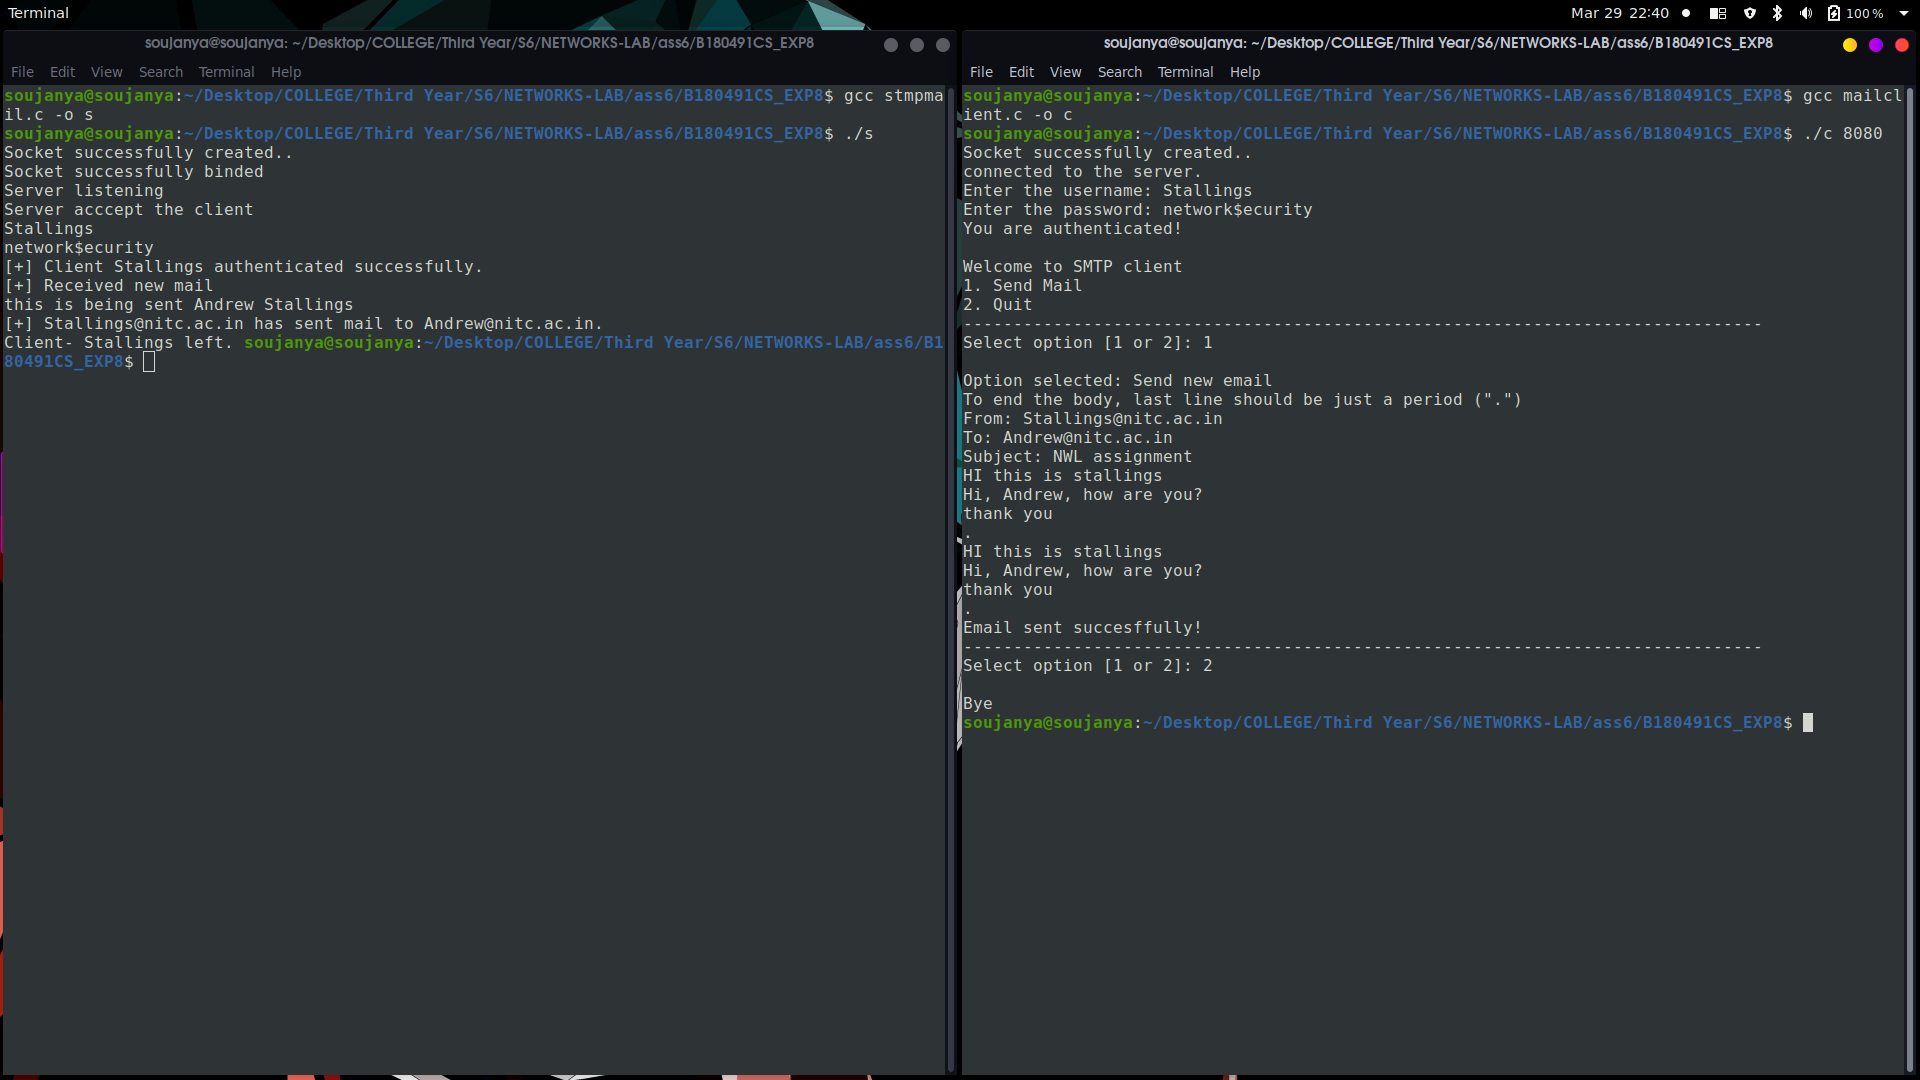 Terminal
Mar 29 22:40
100 %
soujanya@soujanya: ~/Desktop/COLLEGE/Third Year/S6/NETWORKS-LAB/ass6/B180491CS_EXP8
File Edit View Search Terminal Help
soujanya@soujanya:~/Desktop/COLLEGE/Third Year/S6/NETWORKS-LAB/ass6/B180491CS_EXP8$ gcc stmpma
il.c -o s
soujanya@soujanya:~/Desktop/COLLEGE/Third Year/S6/NETWORKS-LAB/ass6/B180491CS_EXP8$ ./s
Socket successfully created..
Socket successfully binded
Server listening
Server acccept the client
Stallings
network$ecurity
[+] Client Stallings authenticated successfully.
[+] Received new mail
this is being sent Andrew Stallings
[+] Stallings@nitc.ac.in has sent mail to Andrew@nitc.ac.in.
Client- Stallings left. soujanya@soujanya:~/Desktop/COLLEGE/Third Year/S6/NETWORKS-LAB/ass6/B1
80491CS_EXP8$
soujanya@soujanya: ~/Desktop/COLLEGE/Third Year/S6/NETWORKS-LAB/ass6/B180491CS_EXP8
File Edit View Search Terminal Help
soujanya@soujanya:~/Desktop/COLLEGE/Third Year/S6/NETWORKS-LAB/ass6/B180491CS_EXP8$ gcc mailcl
ient.c -o c
soujanya@soujanya:~/Desktop/COLLEGE/Third Year/S6/NETWORKS-LAB/ass6/B180491CS_EXP8$ ./c 8080
Socket successfully created..
connected to the server.
Enter the username: Stallings
Enter the password: network$ecurity
You are authenticated!
Welcome to SMTP client
1. Send Mail
2. Quit
--------------------------------------------------------------------------------
Select option [1 or 2]: 1
Option selected: Send new email
To end the body, last line should be just a period (".")
From: Stallings@nitc.ac.in
To: Andrew@nitc.ac.in
Subject: NWL assignment
HI this is stallings
Hi, Andrew, how are you?
thank you
.
HI this is stallings
Hi, Andrew, how are you?
thank you
.
Email sent succesffully!
--------------------------------------------------------------------------------
Select option [1 or 2]: 2
Bye
soujanya@soujanya:~/Desktop/COLLEGE/Third Year/S6/NETWORKS-LAB/ass6/B180491CS_EXP8$